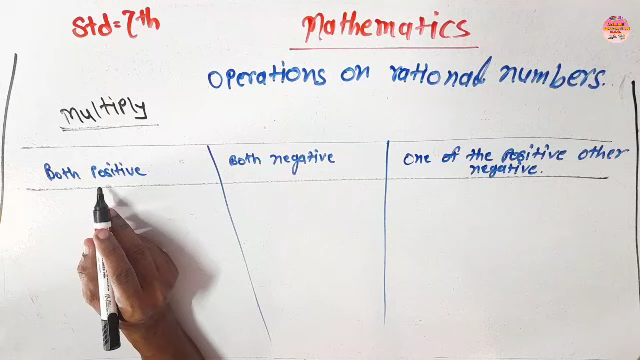 Std = 7th
Mathematics
Operations on rational numbers.
Multiply
Both Positive
Both negative
One of the positive other
negative.